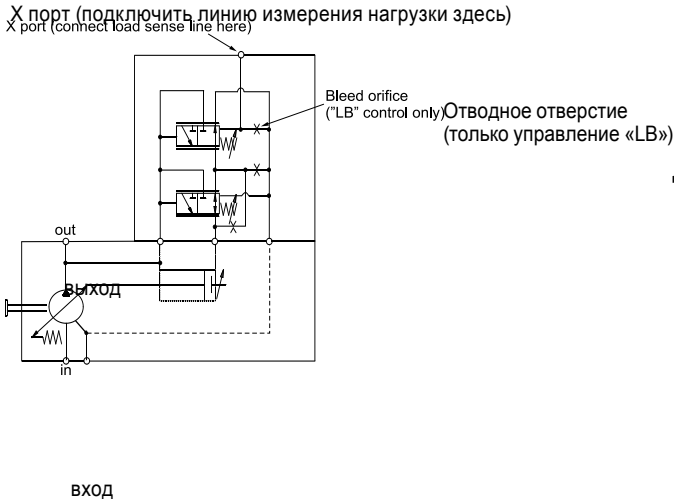 X порт (подключить линию измерения нагрузки здесь)
X port (connect load sense line here)
Bleed orifice
("LB" control only)
Отводное отверстие
(только управление «LB»)
out
выход
in
вход